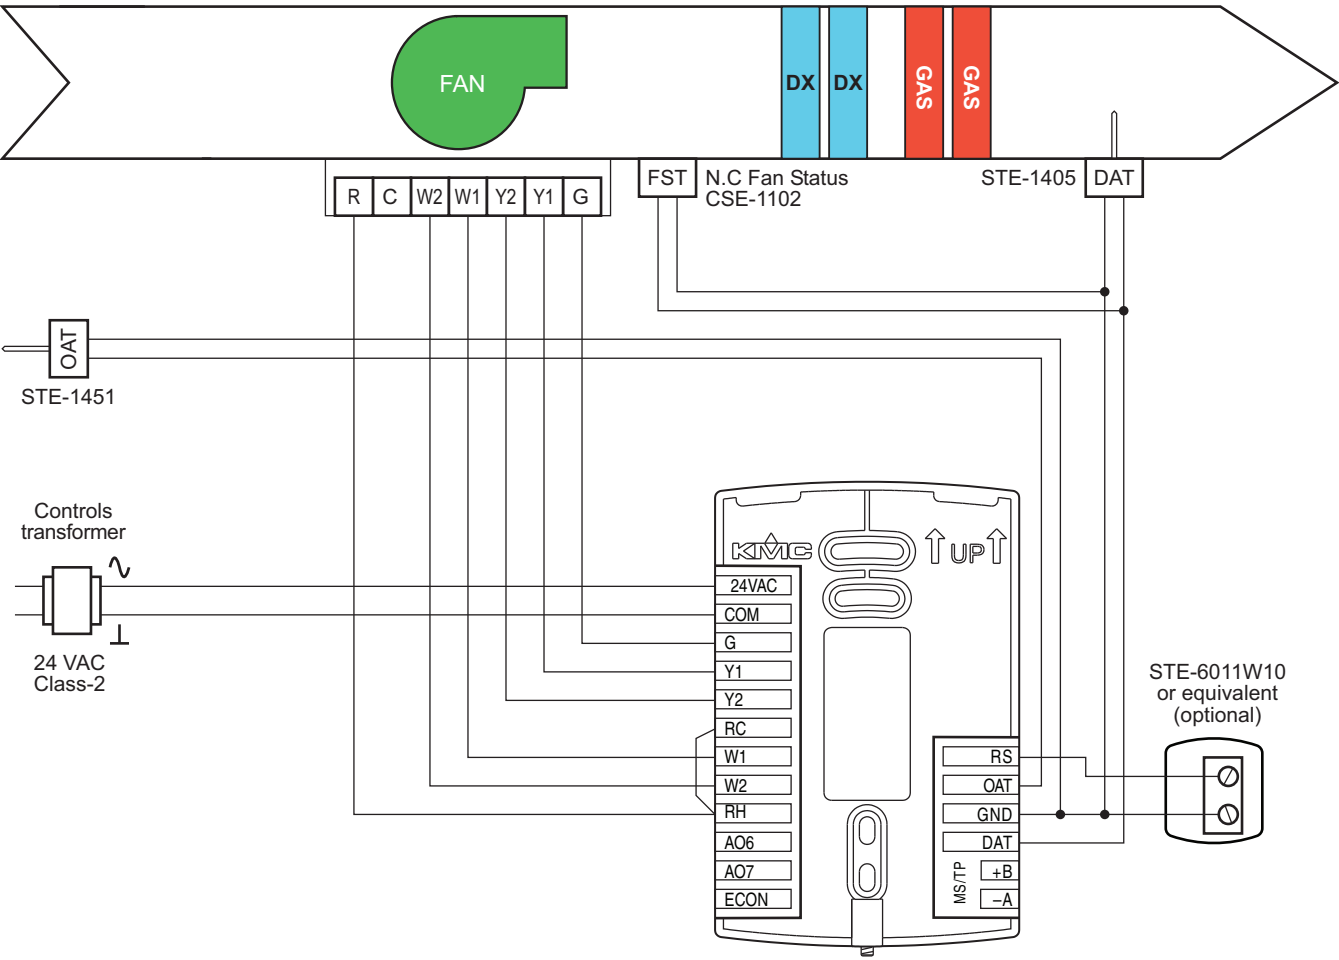 FAN
DX
DX
GAS
GAS
R C W2 W1 Y2 Y1 G
FST
N.C Fan Status
CSE-1102
STE-1405
DAT
OAT
STE-1451
Controls
transformer
24 VAC
Class-2
KMC
UP
24VAC
COM
G
Y1
Y2
RC
W1
W2
RH
AO6
AO7
ECON
RS
OAT
GND
DAT
MS/TP
+B
–A
STE-6011W10
or equivalent
(optional)